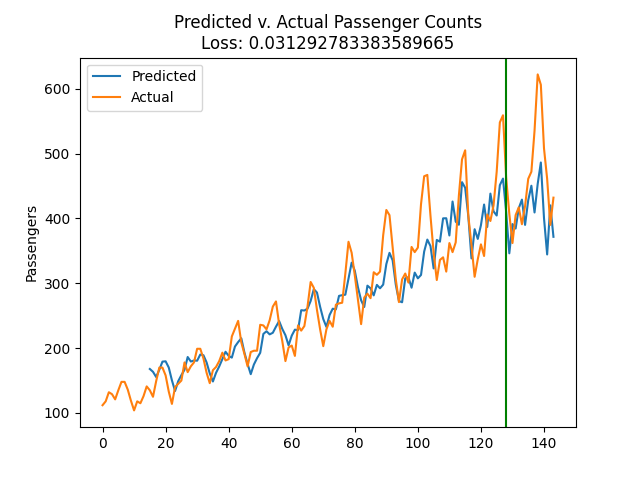 Predicted v. Actual Passenger Counts
Loss: 0.031292783383589665
Predicted
Actual
Passengers
600
500
400
300
200
100
0 20 40 60 80 100 120 140